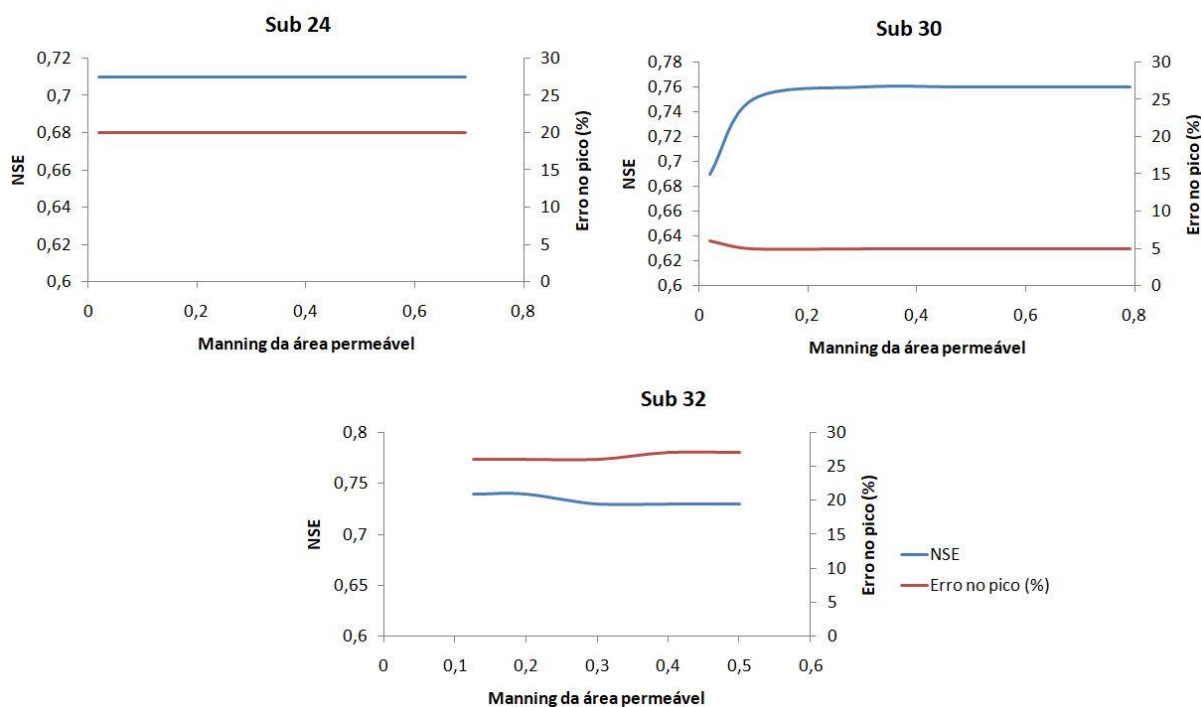 Sub 24
0,72
0,7
0,68
0,66
0,64
0,62
0,6
NSE
30
25
20
15
10
5
0
Erro no pico (%)
0 0,2 0,4 0,6 0,8
Manning da área permeável
Sub 30
0,78
0,76
0,74
0,72
0,7
0,68
0,66
0,64
0,62
0,6
NSE
30
25
20
15
10
5
0
Erro no pico (%)
0 0,2 0,4 0,6 0,8
Manning da área permeável
Sub 32
0,8
0,75
0,7
0,65
0,6
NSE
30
25
20
15
10
5
0
Erro no pico (%)
0 0,1 0,2 0,3 0,4 0,5 0,6
Manning da área permeável
NSE
Erro no pico (%)